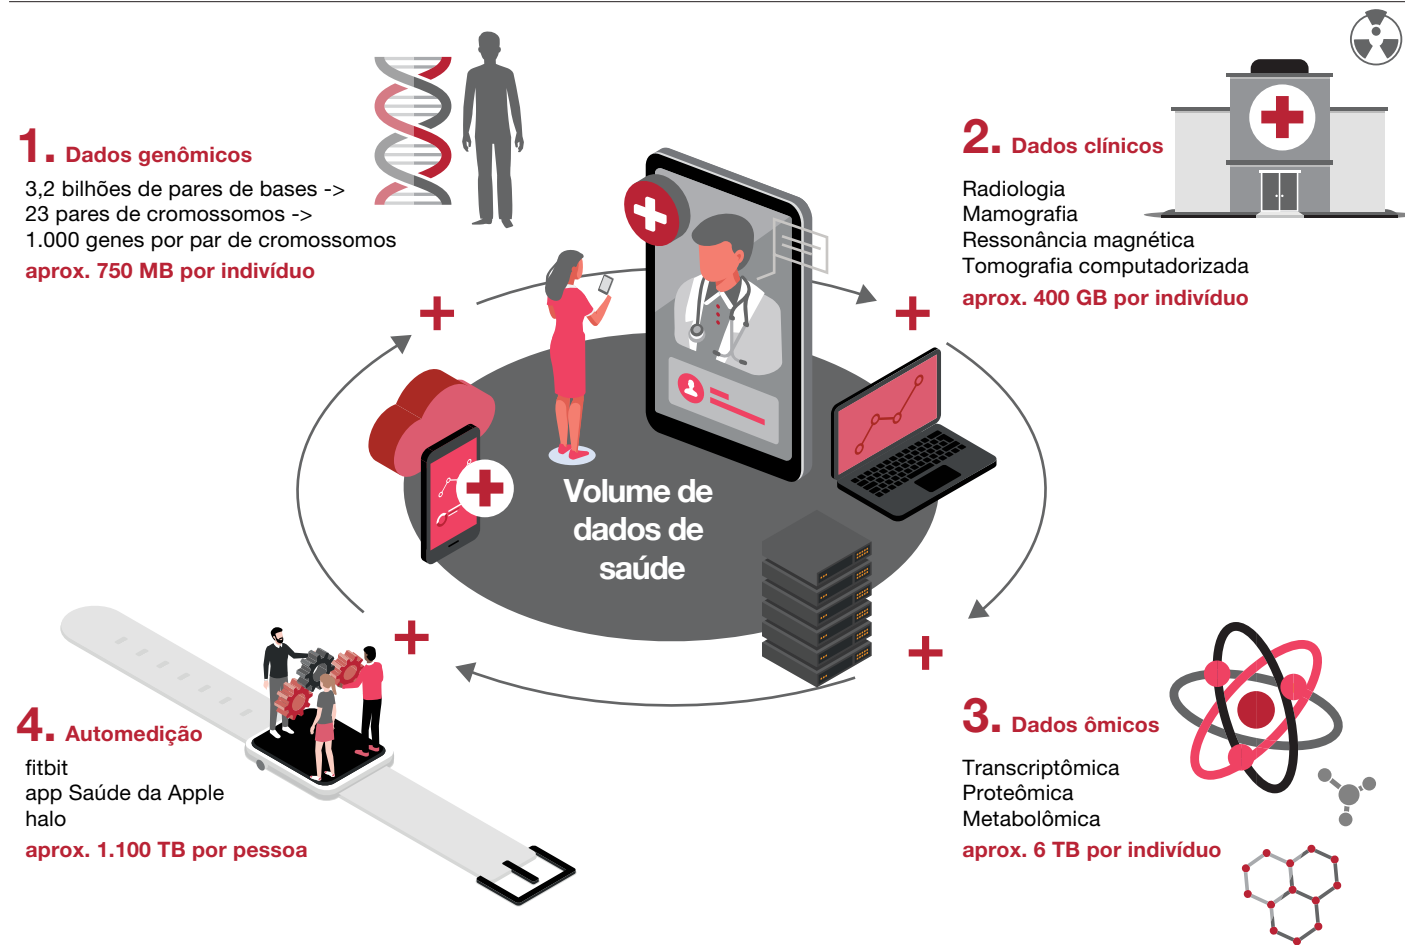 1. Dados genômicos
3,2 bilhões de pares de bases ->
23 pares de cromossomos ->
1.000 genes por par de cromossomos
aprox. 750 MB por indivíduo
2. Dados clínicos
Radiologia
Mamografia
Ressonância magnética
Tomografia computadorizada
aprox. 400 GB por indivíduo
Volume de
dados de
saúde
3. Dados ômicos
Transcriptômica
Proteômica
Metabolômica
aprox. 6 TB por indivíduo
4. Automedição
fitbit
app Saúde da Apple
halo
aprox. 1.100 TB por pessoa